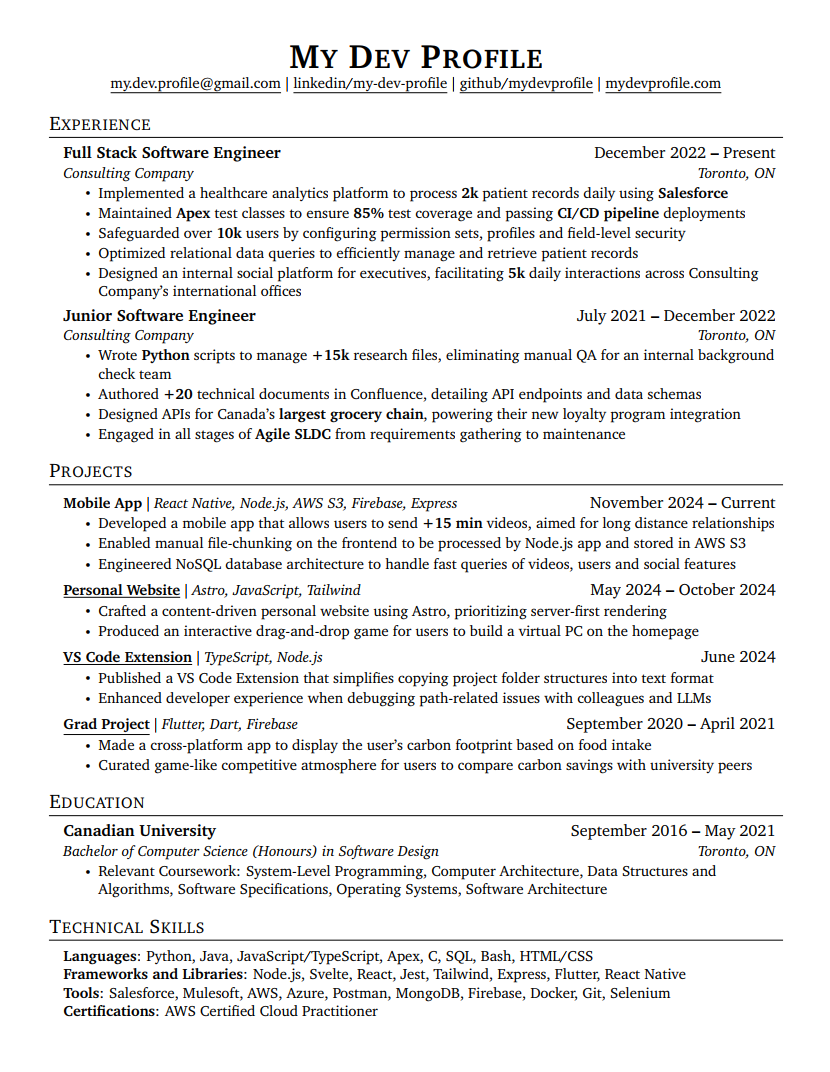 My Dev Profile
my.dev.profile@gmail.com | linkedin/my-dev-profile | github/mydevprofile | mydevprofile.com
Experience
Full Stack Software Engineer December 2022 – Present
Consulting Company Toronto, ON
• Implemented a healthcare analytics platform to process 2k patient records daily using Salesforce
• Maintained Apex test classes to ensure 85% test coverage and passing CI/CD pipeline deployments
• Safeguarded over 10k users by configuring permission sets, profiles and field-level security
• Optimized relational data queries to efficiently manage and retrieve patient records
• Designed an internal social platform for executives, facilitating 5k daily interactions across Consulting
Company's international offices
Junior Software Engineer July 2021 – December 2022
Consulting Company Toronto, ON
• Wrote Python scripts to manage +15k research files, eliminating manual QA for an internal background
check team
• Authored +20 technical documents in Confluence, detailing API endpoints and data schemas
• Designed APIs for Canada's largest grocery chain, powering their new loyalty program integration
• Engaged in all stages of Agile SLDC from requirements gathering to maintenance
Projects
Mobile App | React Native, Node.js, AWS S3, Firebase, Express November 2024 – Current
• Developed a mobile app that allows users to send +15 min videos, aimed for long distance relationships
• Enabled manual file-chunking on the frontend to be processed by Node.js app and stored in AWS S3
• Engineered NoSQL database architecture to handle fast queries of videos, users and social features
Personal Website | Astro, JavaScript, Tailwind May 2024 – October 2024
• Crafted a content-driven personal website using Astro, prioritizing server-first rendering
• Produced an interactive drag-and-drop game for users to build a virtual PC on the homepage
VS Code Extension | TypeScript, Node.js June 2024
• Published a VS Code Extension that simplifies copying project folder structures into text format
• Enhanced developer experience when debugging path-related issues with colleagues and LLMs
Grad Project | Flutter, Dart, Firebase September 2020 – April 2021
• Made a cross-platform app to display the user's carbon footprint based on food intake
• Curated game-like competitive atmosphere for users to compare carbon savings with university peers
Education
Canadian University September 2016 – May 2021
Bachelor of Computer Science (Honours) in Software Design Toronto, ON
• Relevant Coursework: System-Level Programming, Computer Architecture, Data Structures and
Algorithms, Software Specifications, Operating Systems, Software Architecture
Technical Skills
Languages: Python, Java, JavaScript/TypeScript, Apex, C, SQL, Bash, HTML/CSS
Frameworks and Libraries: Node.js, Svelte, React, Jest, Tailwind, Express, Flutter, React Native
Tools: Salesforce, Mulesoft, AWS, Azure, Postman, MongoDB, Firebase, Docker, Git, Selenium
Certifications: AWS Certified Cloud Practitioner